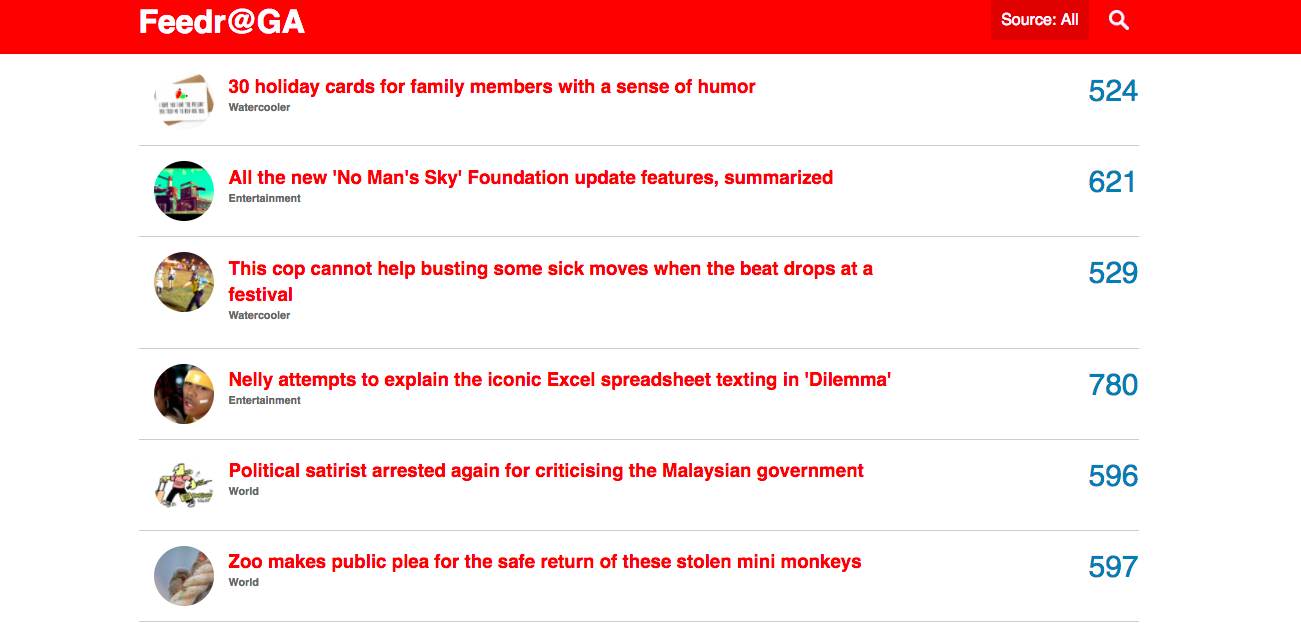 Feedr@GA
Source: All
30 holiday cards for family members with a sense of humor
Watercooler
524
All the new 'No Man's Sky' Foundation update features, summarized
Entertainment
621
This cop cannot help busting some sick moves when the beat drops at a
festival
Watercooler
529
Nelly attempts to explain the iconic Excel spreadsheet texting in 'Dilemma'
Entertainment
780
Political satirist arrested again for criticising the Malaysian government
World
596
Zoo makes public plea for the safe return of these stolen mini monkeys
World
597